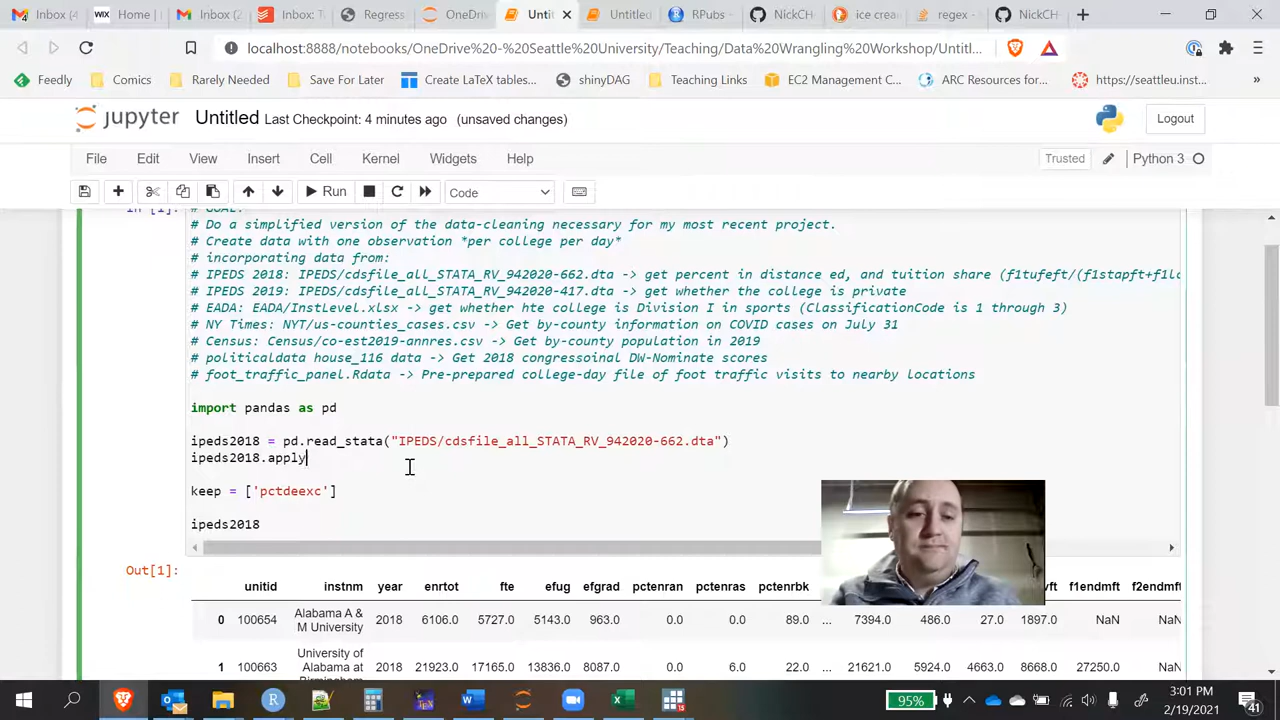 (4)
Home
Inbox (2
Inbox: T
Regress
OneDriv
Untit
Untitled
RPubs -
NickCH-
ice crea
regex -
NickCH-
localhost:8888/notebooks/OneDrive%20-%20Seattle%20University/Teaching/Data%20Wrangling%20Workshop/Untitl...
Feedly
Comics
Rarely Needed
Save For Later
Create LaTeX tables...
shinyDAG
Teaching Links
EC2 Management C...
ARC Resources for...
https://seattleu.inst...
»
jupyter Untitled Last Checkpoint: 4 minutes ago (unsaved changes)
Logout
File Edit View Insert Cell Kernel Widgets Help
Trusted
Python 3
Run
Code
In [1]:
# GOAL:
# Do a simplified version of the data-cleaning necessary for my most recent project.
# Create data with one observation *per college per day*
# incorporating data from:
# IPEDS 2018: IPEDS/cdsfile_all_STATA_RV_942020-662.dta -> get percent in distance ed, and tuition share (f1tufeft/(f1stapft+f1lo
# IPEDS 2019: IPEDS/cdsfile_all_STATA_RV_942020-417.dta -> get whether the college is private
# EADA: EADA/InstLevel.xlsx -> get whether hte college is Division I in sports (ClassificationCode is 1 through 3)
# NY Times: NYT/us-counties_cases.csv -> Get by-county information on COVID cases on July 31
# Census: Census/co-est2019-annres.csv -> Get by-county population in 2019
# politicaldata house_116 data -> Get 2018 congressoinal DW-Nominate scores
# foot_traffic_panel.Rdata -> Pre-prepared college-day file of foot traffic visits to nearby locations
import pandas as pd
ipeds2018 = pd.read_stata("IPEDS/cdsfile_all_STATA_RV_942020-662.dta")
ipeds2018.apply
keep = ['pctdeexc']
ipeds2018
Out[1]:
unitid instnm year enrtot fte efug efgrad pctenran pctenras pctenrbk vft f1endmft f2endmft
0 100654 Alabama A & M University 2018 6106.0 5727.0 5143.0 963.0 0.0 0.0 89.0 ... 7394.0 486.0 27.0 1897.0 NaN NaN
1 100663 University of Alabama at Birmingham 2018 21923.0 17165.0 13836.0 8087.0 0.0 6.0 22.0 ... 21621.0 5924.0 4663.0 8668.0 27250.0 NaN
95%
3:01 PM
2/19/2021
41